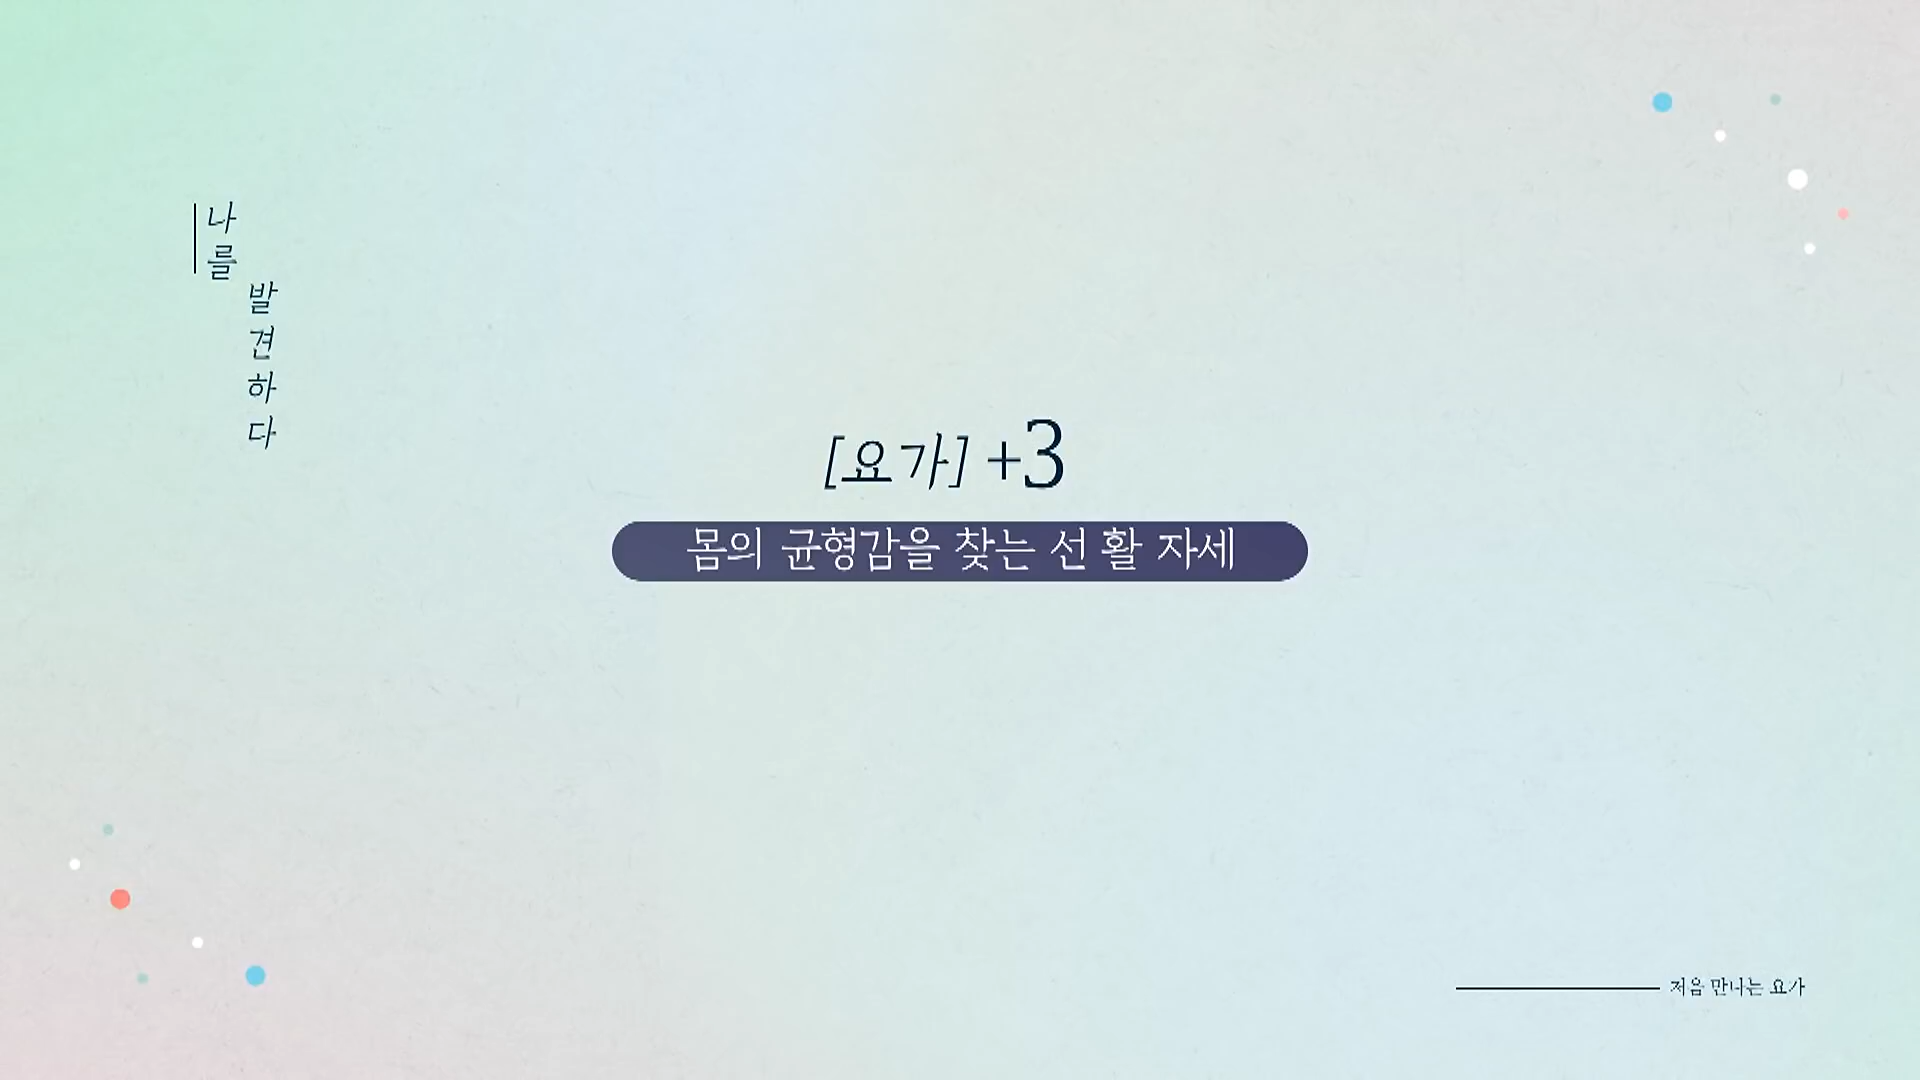 나를
발견하다
[요가] +3
몸의 균형감을 찾는 선 활 자세
처음 만나는 요가